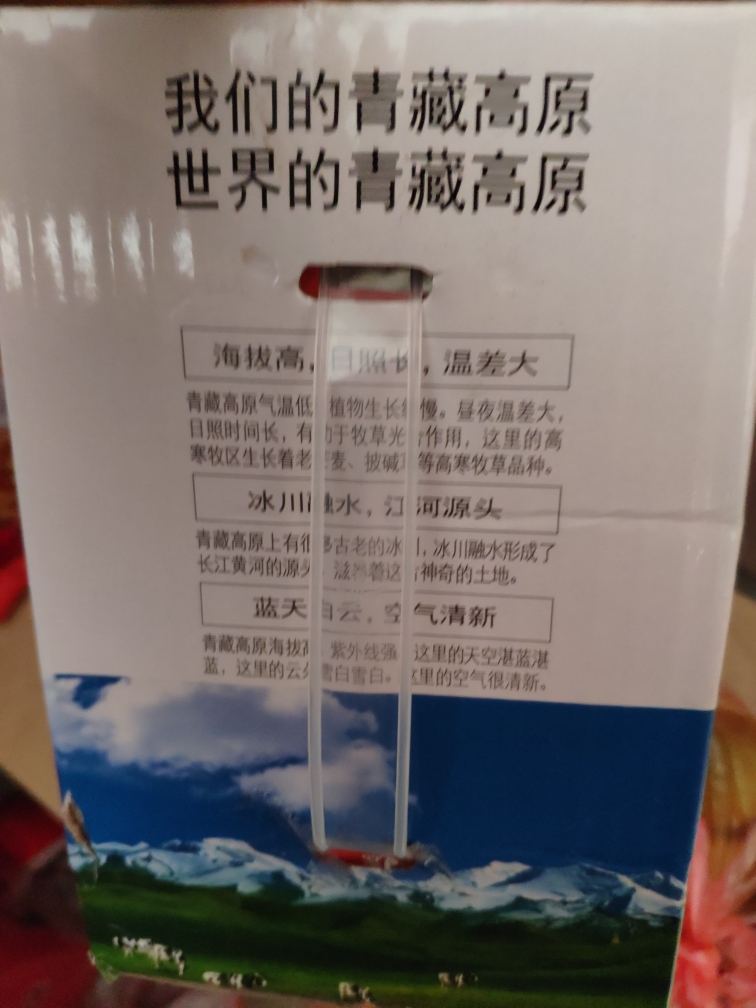 我们的青藏高原
世界的青藏高原
海拔高，日照长，温差大
青藏高原气温低 植物生长缓慢。昼夜温差大，
日照时间长，有助于牧草光合作用，这里的高
寒牧区生长着老芒麦、披碱草等高寒牧草品种。
冰川融水，江河源头
青藏高原上有很多古老的冰川，冰川融水形成了
长江黄河的源头 滋养着这片神奇的土地。
蓝天白云，空气清新
青藏高原海拔高 紫外线强 这里的天空湛蓝湛
蓝，这里的云朵雪白雪白。这里的空气很清新。